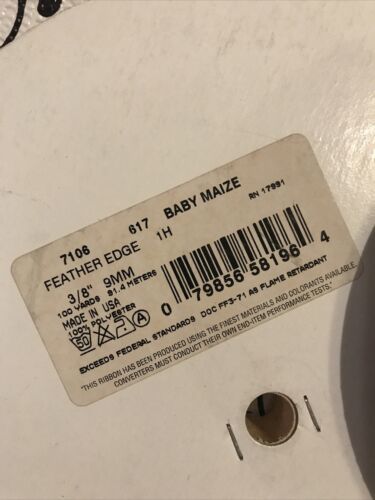 7106 617 BABY MAIZE
FEATHER EDGE 1H RN 17991
3/8" 9MM
100 YARDS 91.4 METERS
MADE IN USA
100% POLYESTER
50 A
0 79856 58196 4
EXCEEDS FEDERAL STANDARDS DOC FF3-71 AS FLAME RETARDANT
"THIS RIBBON HAS BEEN PRODUCED USING THE FINEST MATERIALS AND COLORANTS AVAILABLE.
CONVERTERS MUST CONDUCT THEIR OWN END-ITEM PERFORMANCE TESTS."